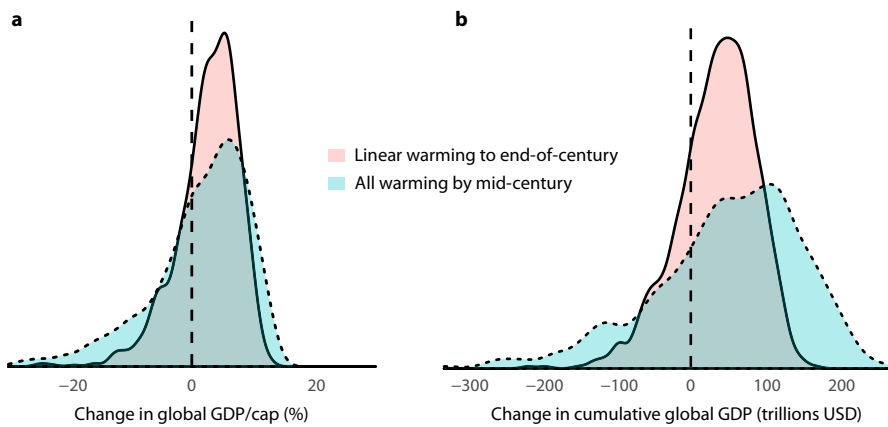 a
b
Linear warming to end-of-century
All warming by mid-century
−20
0
20
−300
−200
−100
0
100
200
Change in global GDP/cap (%)
Change in cumulative global GDP (trillions USD)